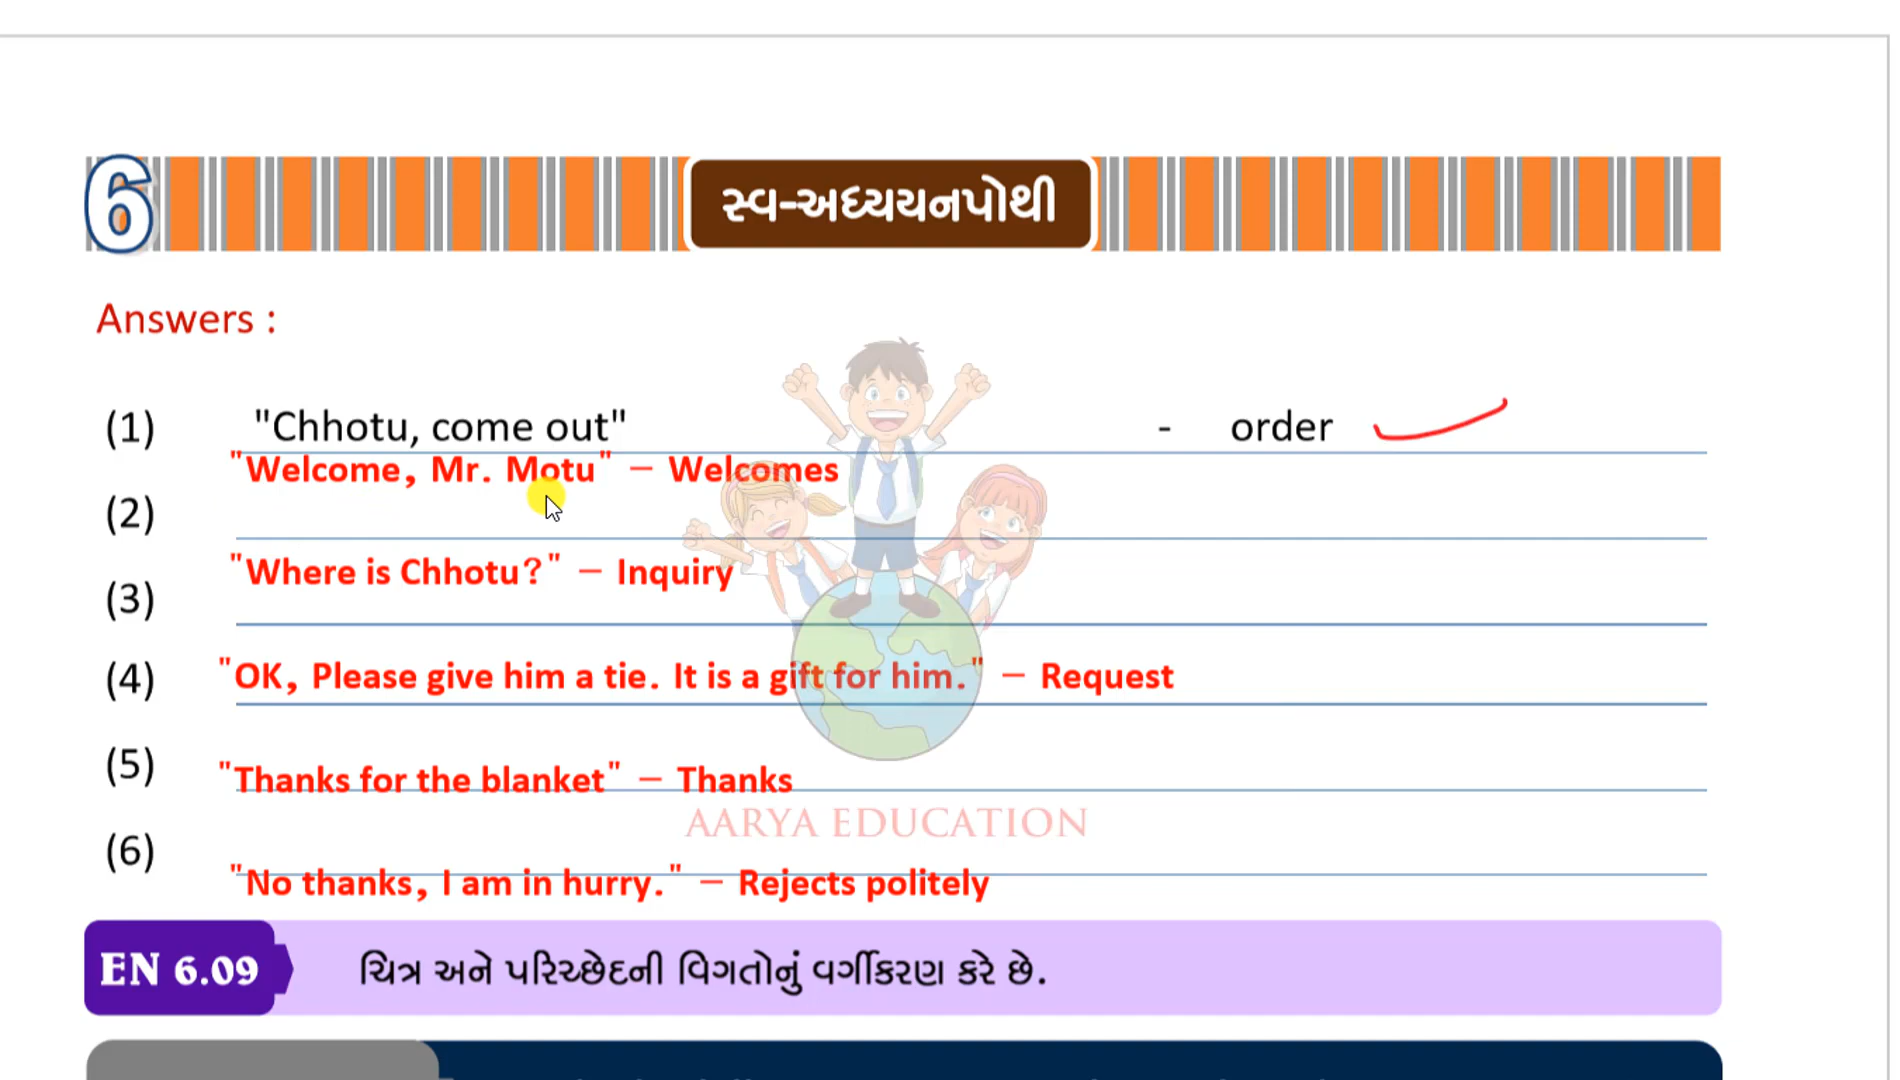 6 સ્વ-અધ્યયનપોથી
Answers :
(1) "Chhotu, come out" - order
"Welcome, Mr. Motu" – Welcomes
(2)
"Where is Chhotu?" – Inquiry
(3)
(4) "OK, Please give him a tie. It is a gift for him." – Request
(5) "Thanks for the blanket" – Thanks
AARYA EDUCATION
(6)
"No thanks, I am in hurry." – Rejects politely
EN 6.09 ચિત્ર અને પરિચ્છેદની વિગતોનું વર્ગીકરણ કરે છે.